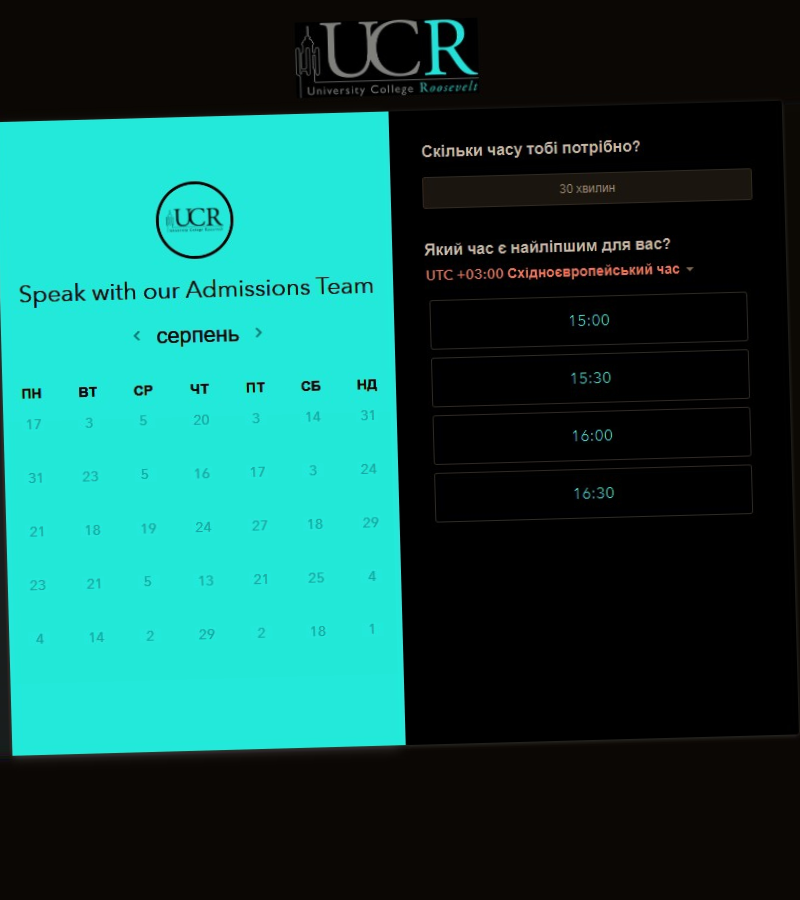 UCR
University College Roosevelt
UCR
University College Roosevelt
Speak with our Admissions Team
серпень
ПН ВТ СР ЧТ ПТ СБ НД
17 3 5 20 3 14 31
31 23 5 16 17 3 24
21 18 19 24 27 18 29
23 21 5 13 21 25 4
4 14 2 29 2 18 1
Скільки часу тобі потрібно?
30 хвилин
Який час є найліпшим для вас?
UTC +03:00 Східноєвропейський час
15:00
15:30
16:00
16:30